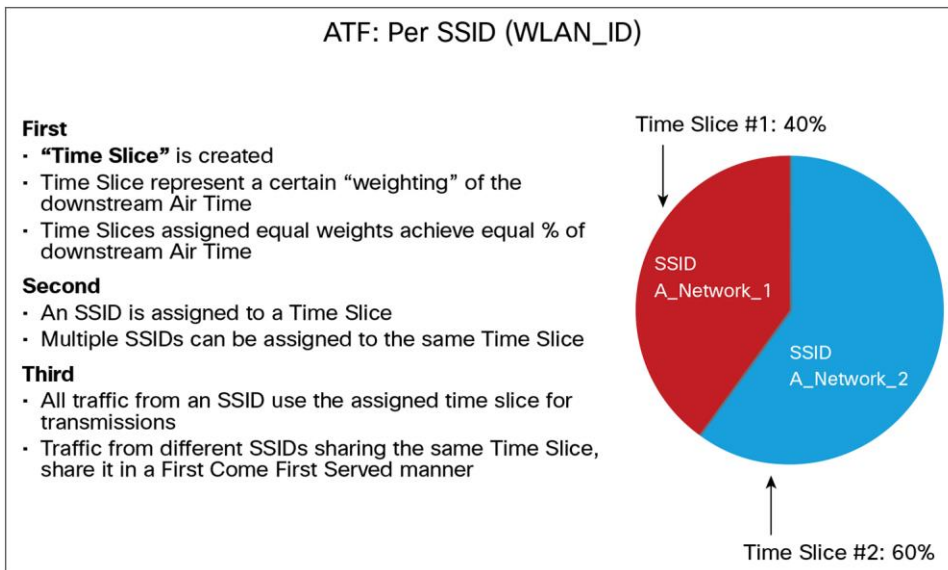 ATF: Per SSID (WLAN_ID)
First
· “Time Slice” is created
· Time Slice represent a certain “weighting” of the
downstream Air Time
· Time Slices assigned equal weights achieve equal % of
downstream Air Time
Second
· An SSID is assigned to a Time Slice
· Multiple SSIDs can be assigned to the same Time Slice
Third
· All traffic from an SSID use the assigned time slice for
transmissions
· Traffic from different SSIDs sharing the same Time Slice,
share it in a First Come First Served manner
Time Slice #1: 40%
SSID
A_Network_1
SSID
A_Network_2
Time Slice #2: 60%